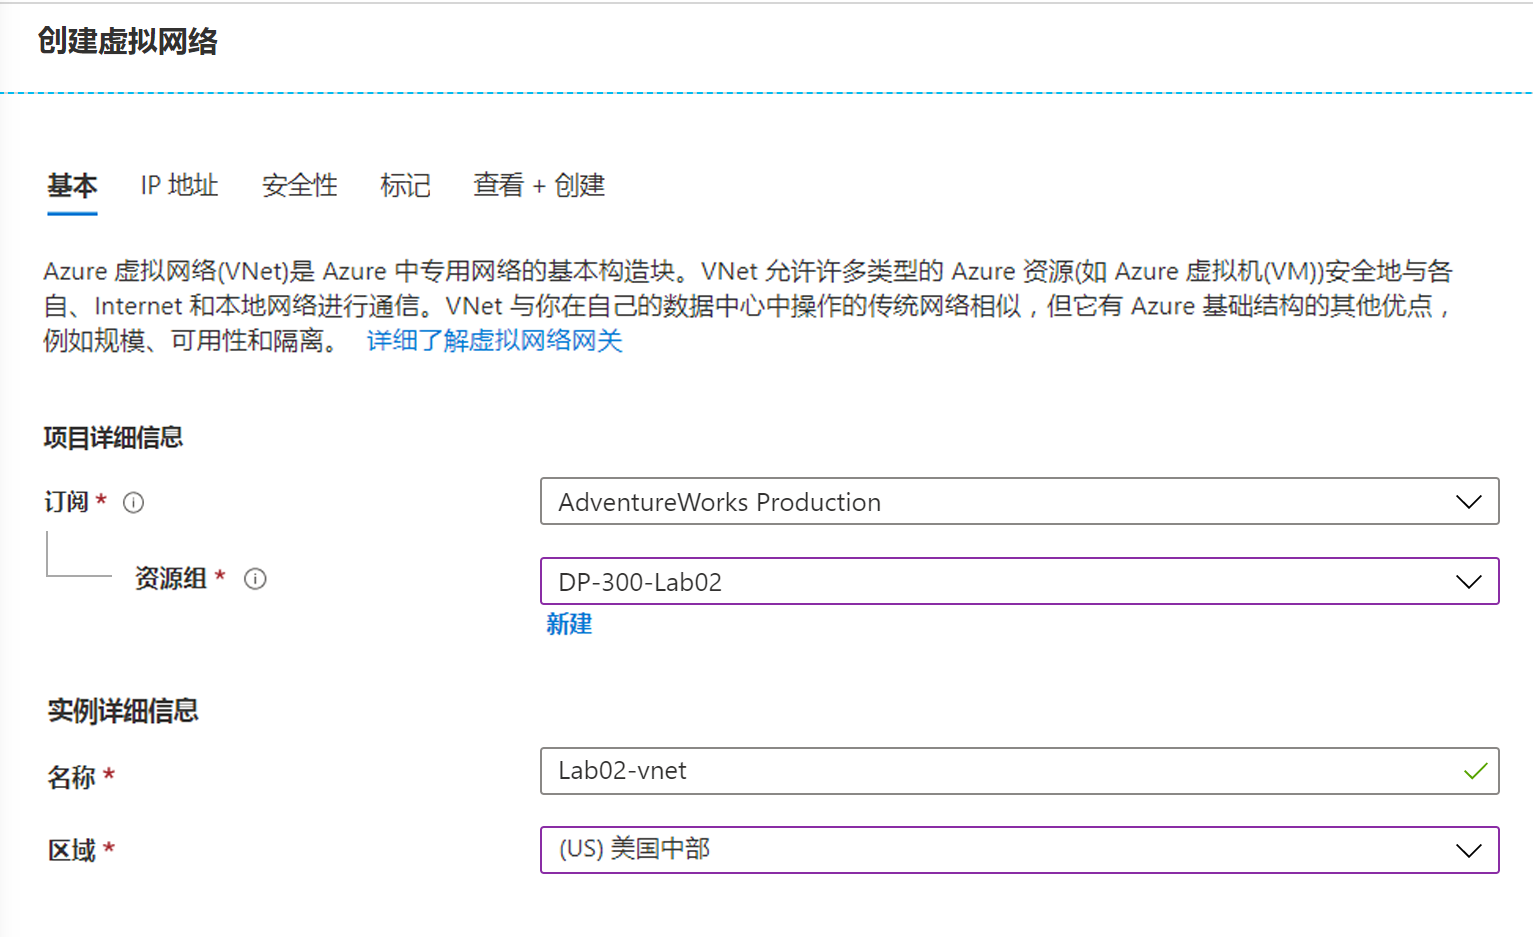 创建虚拟网络
基本 IP 地址 安全性 标记 查看 + 创建
Azure 虚拟网络(VNet)是 Azure 中专用网络的基本构造块。VNet 允许许多类型的 Azure 资源(如 Azure 虚拟机(VM))安全地与各
自、Internet 和本地网络进行通信。VNet 与你在自己的数据中心中操作的传统网络相似，但它有 Azure 基础结构的其他优点，
例如规模、可用性和隔离。 详细了解虚拟网络网关
项目详细信息
订阅 * AdventureWorks Production
资源组 * DP-300-Lab02
新建
实例详细信息
名称 * Lab02-vnet
区域 * (US) 美国中部